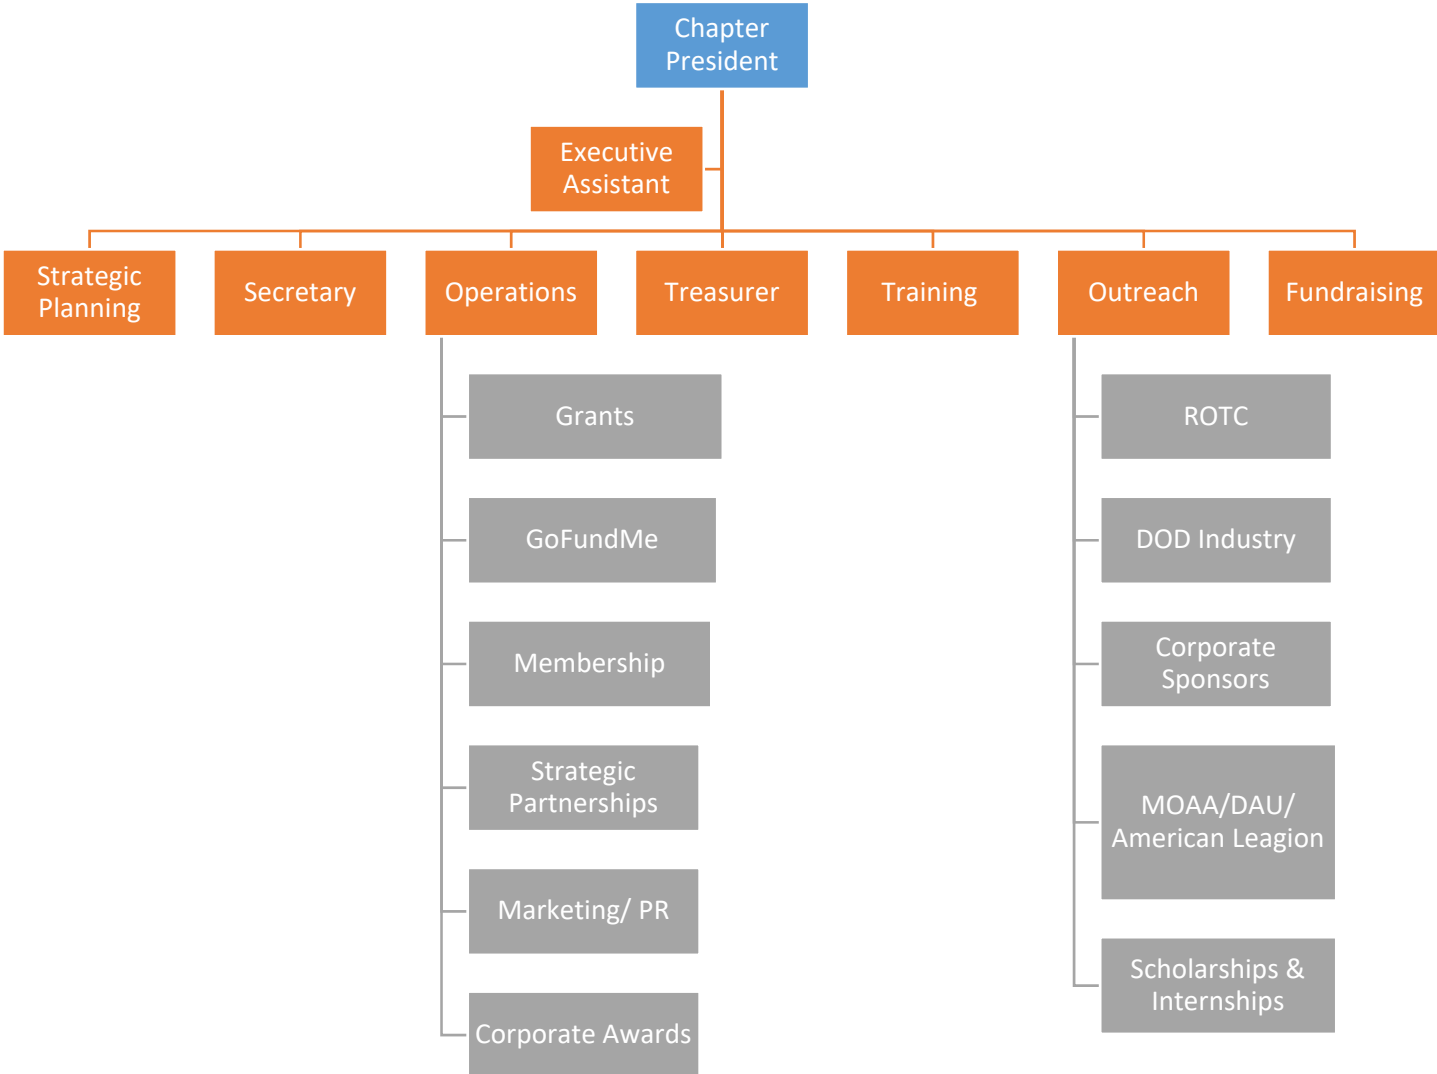 Chapter
President
Executive
Assistant
Strategic
Planning
Secretary
Operations
Treasurer
Training
Outreach
Fundraising
Grants
GoFundMe
Membership
Strategic
Partnerships
Marketing/ PR
Corporate Awards
ROTC
DOD Industry
Corporate
Sponsors
MOAA/DAU/
American Leagion
Scholarships &
Internships